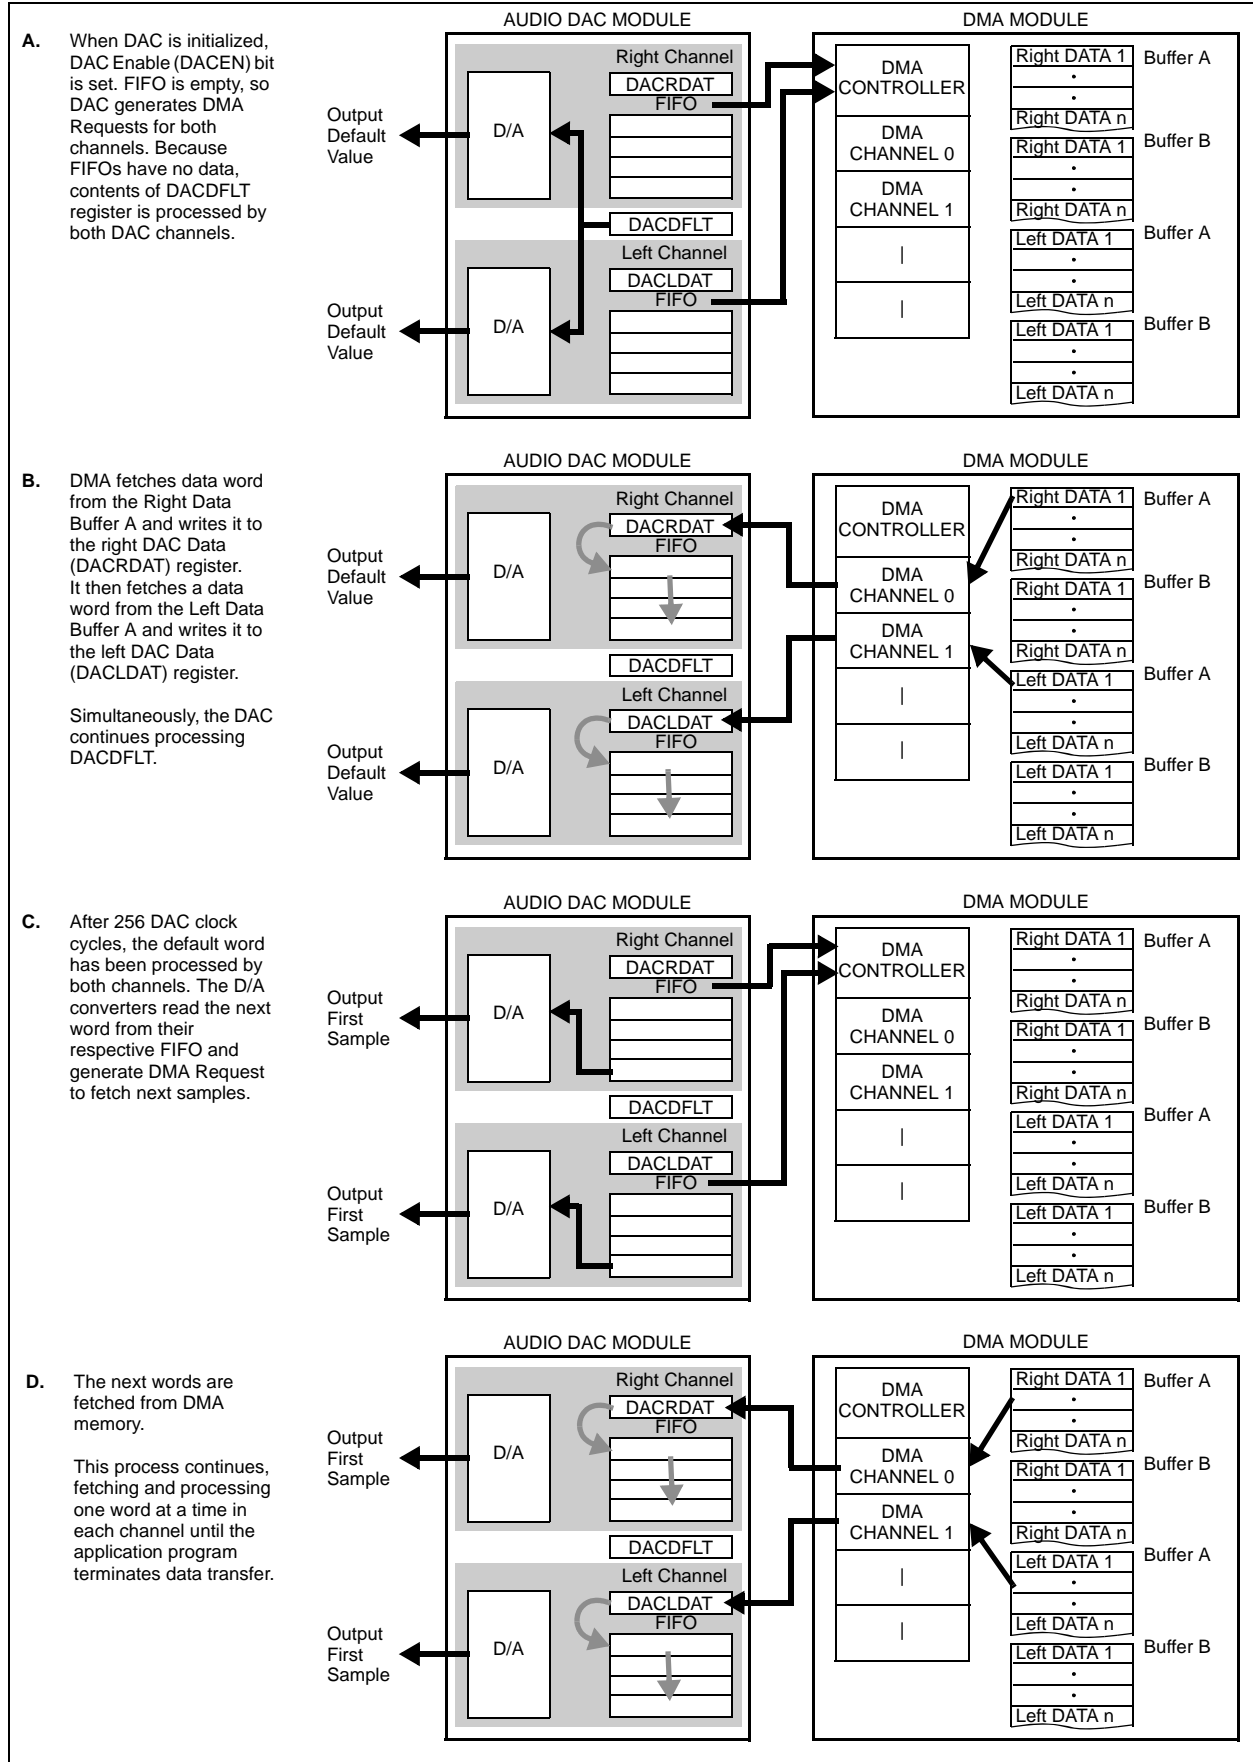 A. When DAC is initialized,
DAC Enable (DACEN) bit
is set. FIFO is empty, so
DAC generates DMA
Requests for both
channels. Because
FIFOs have no data,
contents of DACDFLT
register is processed by
both DAC channels.
AUDIO DAC MODULE
Output
Default
Value
D/A
Right Channel
DACRDAT
FIFO
DACDFLT
Left Channel
DACLDAT
FIFO
Output
Default
Value
D/A
DMA MODULE
DMA
CONTROLLER
DMA
CHANNEL 0
DMA
CHANNEL 1
|
|
Right DATA 1
.
.
Right DATA n
Buffer A
Right DATA 1
.
.
Right DATA n
Buffer B
Left DATA 1
.
.
Left DATA n
Buffer A
Left DATA 1
.
.
Left DATA n
Buffer B
B. DMA fetches data word
from the Right Data
Buffer A and writes it to
the right DAC Data
(DACRDAT) register.
It then fetches a data
word from the Left Data
Buffer A and writes it to
the left DAC Data
(DACLDAT) register.
Simultaneously, the DAC
continues processing
DACDFLT.
AUDIO DAC MODULE
Output
Default
Value
D/A
Right Channel
DACRDAT
FIFO
DACDFLT
Left Channel
DACLDAT
FIFO
Output
Default
Value
D/A
DMA MODULE
DMA
CONTROLLER
DMA
CHANNEL 0
DMA
CHANNEL 1
|
|
Right DATA 1
.
.
Right DATA n
Buffer A
Right DATA 1
.
.
Right DATA n
Buffer B
Left DATA 1
.
.
Left DATA n
Buffer A
Left DATA 1
.
.
Left DATA n
Buffer B
C. After 256 DAC clock
cycles, the default word
has been processed by
both channels. The D/A
converters read the next
word from their
respective FIFO and
generate DMA Request
to fetch next samples.
AUDIO DAC MODULE
Output
First
Sample
D/A
Right Channel
DACRDAT
FIFO
DACDFLT
Left Channel
DACLDAT
FIFO
Output
First
Sample
D/A
DMA MODULE
DMA
CONTROLLER
DMA
CHANNEL 0
DMA
CHANNEL 1
|
|
Right DATA 1
.
.
Right DATA n
Buffer A
Right DATA 1
.
.
Right DATA n
Buffer B
Left DATA 1
.
.
Left DATA n
Buffer A
Left DATA 1
.
.
Left DATA n
Buffer B
D. The next words are
fetched from DMA
memory.
This process continues,
fetching and processing
one word at a time in
each channel until the
application program
terminates data transfer.
AUDIO DAC MODULE
Output
First
Sample
D/A
Right Channel
DACRDAT
FIFO
DACDFLT
Left Channel
DACLDAT
FIFO
Output
First
Sample
D/A
DMA MODULE
DMA
CONTROLLER
DMA
CHANNEL 0
DMA
CHANNEL 1
|
|
Right DATA 1
.
.
Right DATA n
Buffer A
Right DATA 1
.
.
Right DATA n
Buffer B
Left DATA 1
.
.
Left DATA n
Buffer A
Left DATA 1
.
.
Left DATA n
Buffer B